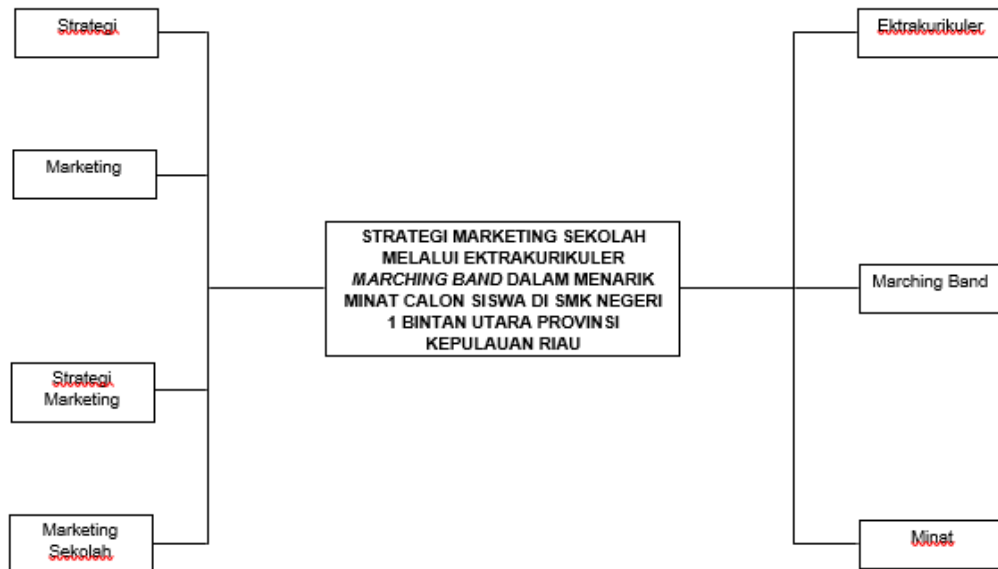 Strategi
Marketing
Strategi
Marketing
Marketing
Sekolah
STRATEGI MARKETING SEKOLAH
MELALUI EKTRAKURIKULER
MARCHING BAND DALAM MENARIK
MINAT CALON SISWA DI SMK NEGERI
1 BINTAN UTARA PROVINSI
KEPULAUAN RIAU
Ektrakurikuler
Marching Band
Minat